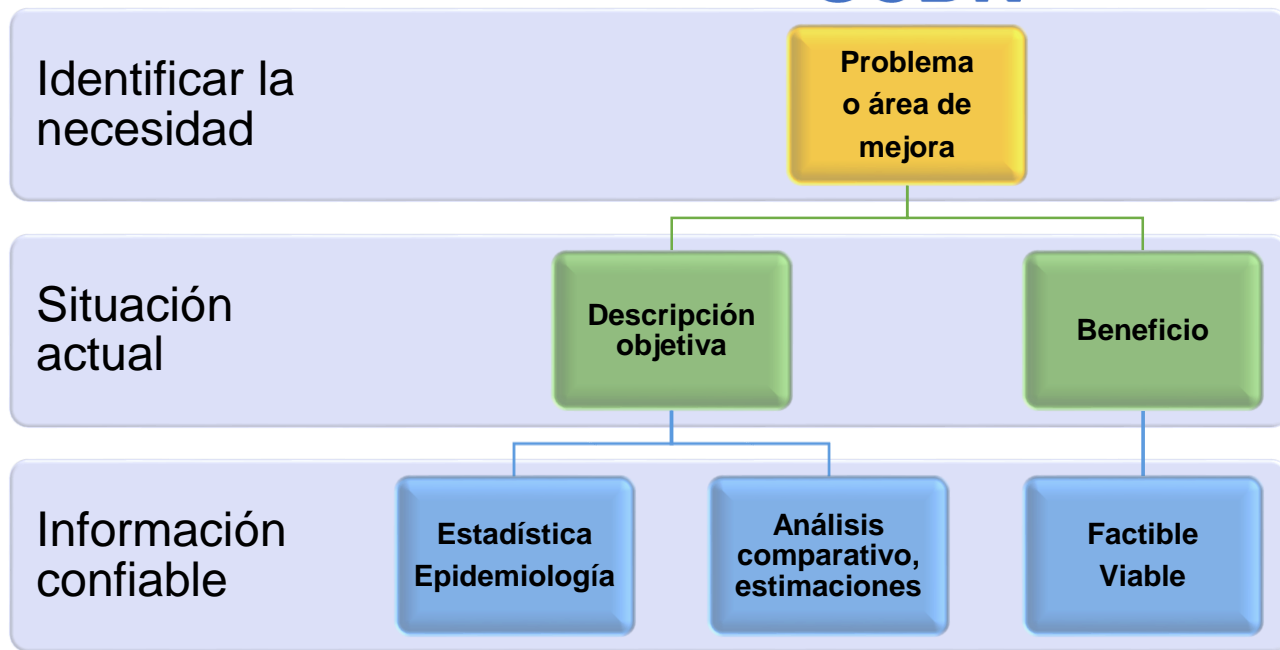 Identificar la
necesidad
Problema
o área de
mejora
Situación
actual
Descripción
objetiva
Beneficio
Información
confiable
Estadística
Epidemiología
Análisis
comparativo,
estimaciones
Factible
Viable